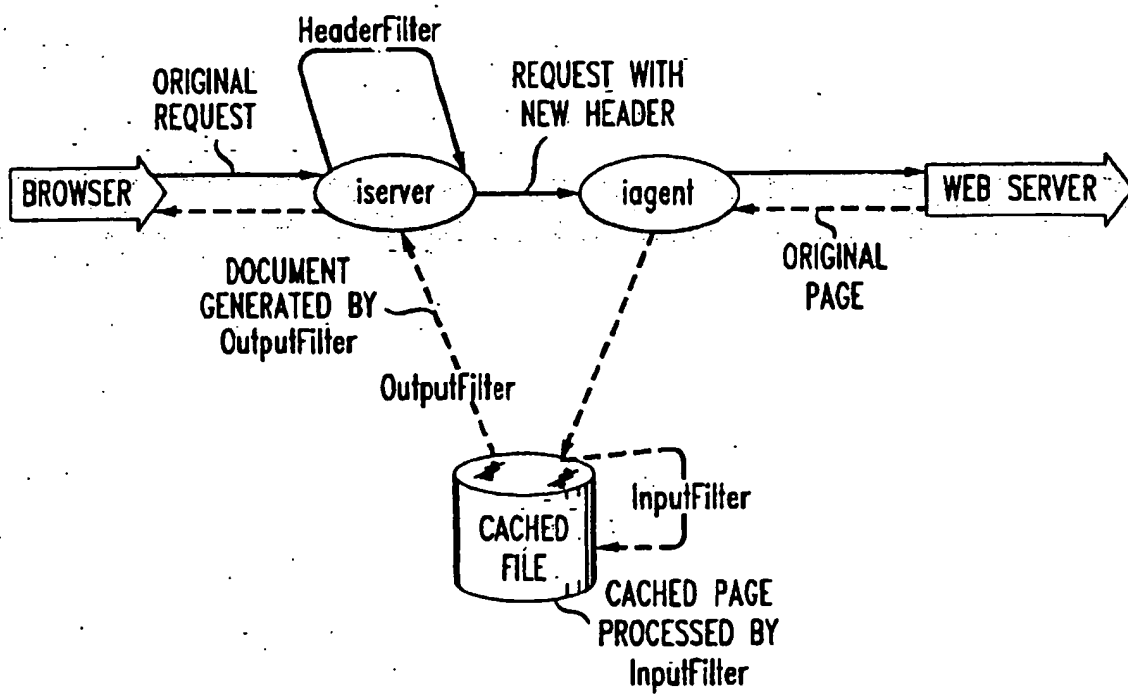 HeaderFilter
ORIGINAL
REQUEST
REQUEST WITH
NEW HEADER
BROWSER
iserver
iagent
WEB SERVER
ORIGINAL
PAGE
DOCUMENT
GENERATED BY
OutputFilter
OutputFilter
InputFilter
CACHED
FILE
CACHED PAGE
PROCESSED BY
InputFilter